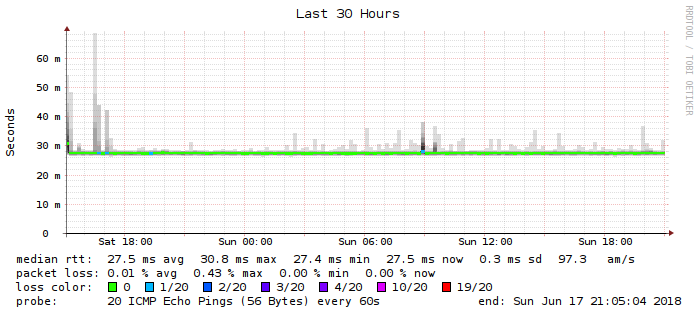 Last 30 Hours
RRDTOOL / TOBI OETIKER
Seconds
60 m
50 m
40 m
30 m
20 m
10 m
0
Sat 18:00 Sun 00:00 Sun 06:00 Sun 12:00 Sun 18:00
median rtt: 27.5 ms avg 30.8 ms max 27.4 ms min 27.5 ms now 0.3 ms sd 97.3 am/s
packet loss: 0.01 % avg 0.43 % max 0.00 % min 0.00 % now
loss color: 0 1/20 2/20 3/20 4/20 10/20 19/20
probe: 20 ICMP Echo Pings (56 Bytes) every 60s end: Sun Jun 17 21:05:04 2018